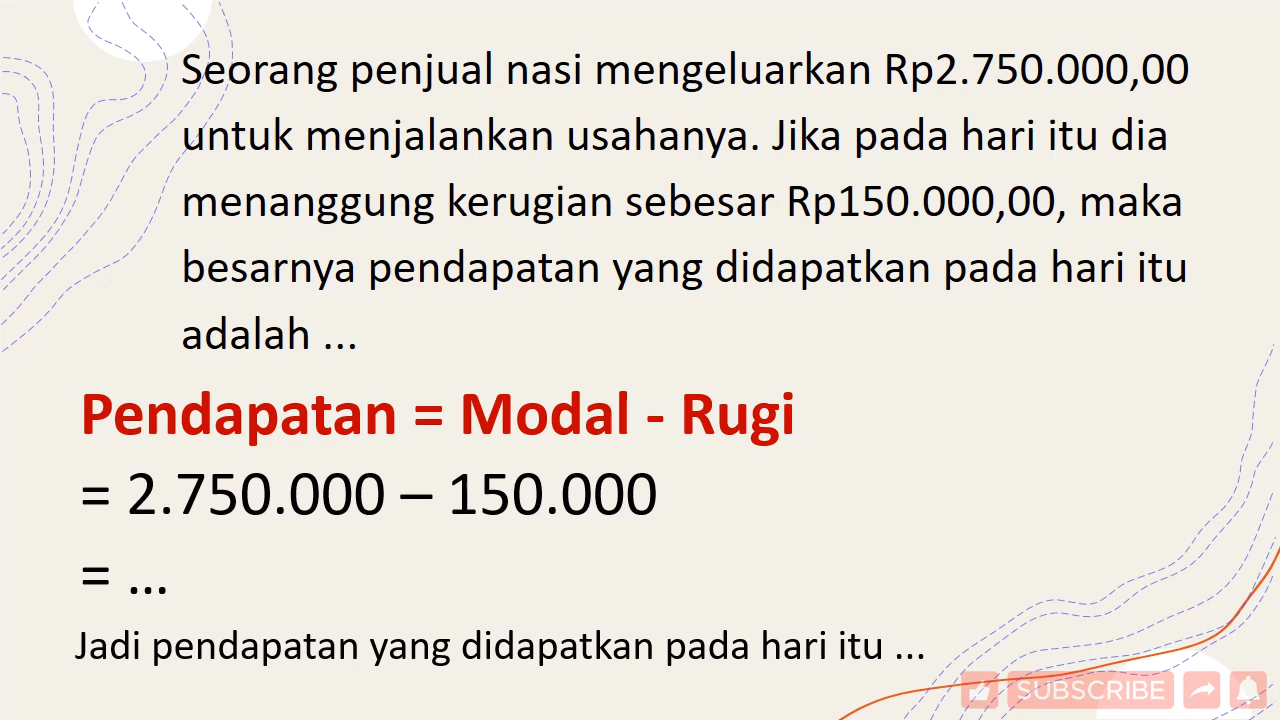 Seorang penjual nasi mengeluarkan Rp2.750.000,00
untuk menjalankan usahanya. Jika pada hari itu dia
menanggung kerugian sebesar Rp150.000,00, maka
besarnya pendapatan yang didapatkan pada hari itu
adalah ...
Pendapatan = Modal - Rugi
= 2.750.000 – 150.000
= ...
Jadi pendapatan yang didapatkan pada hari itu ...
SUBSCRIBE